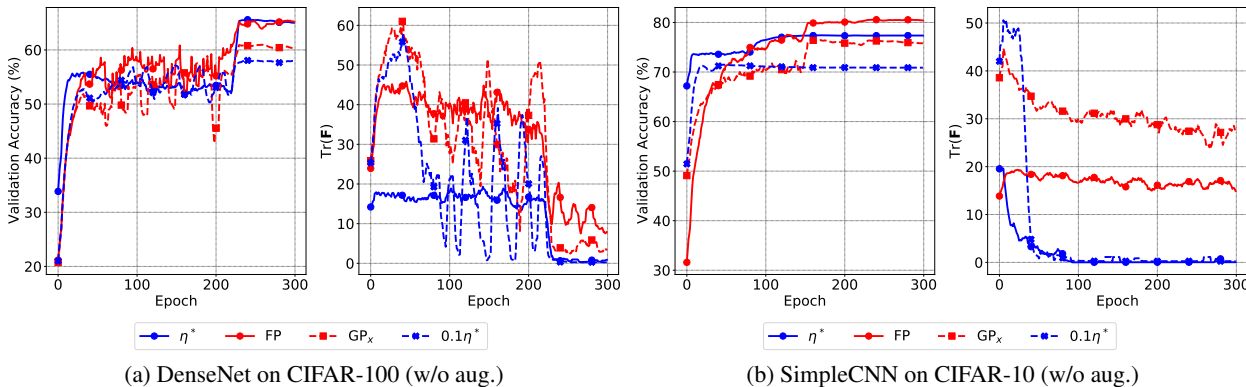 Validation Accuracy (%)
60
50
40
30
20
0
100
200
300
Epoch
Tr(F)
60
50
40
30
20
10
0
0
100
200
300
Epoch
η*
FP
GPx
0.1η*
(a) DenseNet on CIFAR-100 (w/o aug.)
Validation Accuracy (%)
80
70
60
50
40
30
0
100
200
300
Epoch
Tr(F)
50
40
30
20
10
0
0
100
200
300
Epoch
η*
FP
GPx
0.1η*
(b) SimpleCNN on CIFAR-10 (w/o aug.)